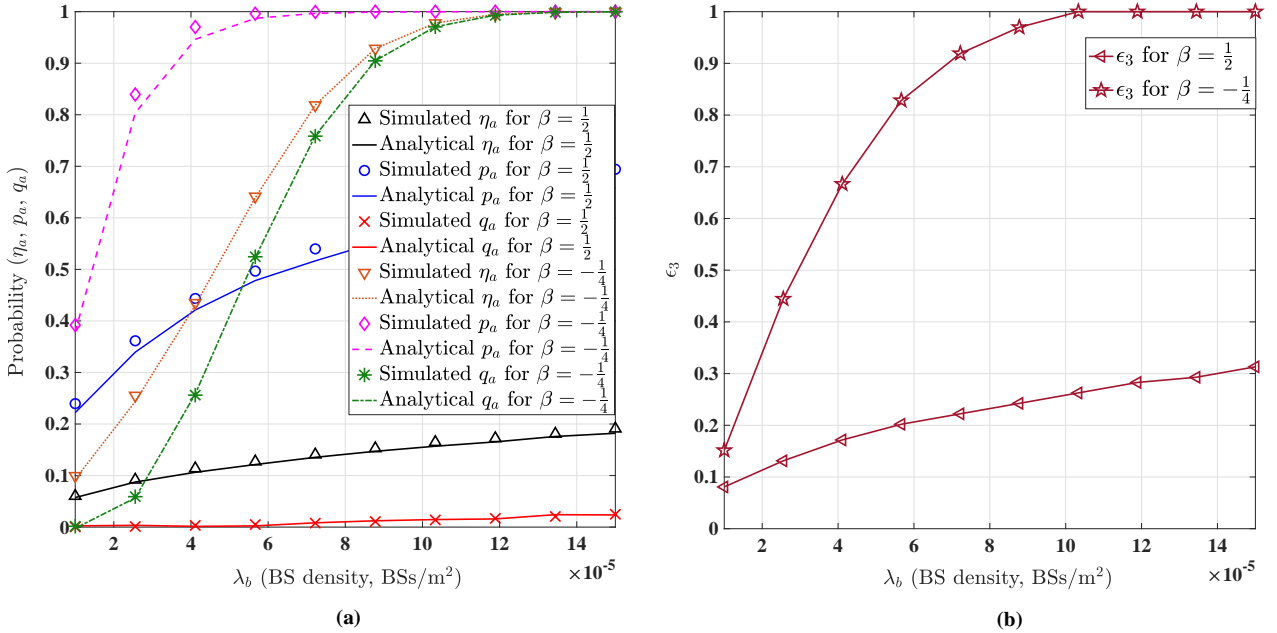 1
0.9
0.8
0.7
0.6
0.5
0.4
0.3
0.2
0.1
0
Probability (ηₐ, pₐ, qₐ)
2 4 6 8 10 12 14
×10⁻⁵
λ_b (BS density, BSs/m²)
Simulated ηₐ for β = 1/2
Analytical ηₐ for β = 1/2
Simulated pₐ for β = 1/2
Analytical pₐ for β = 1/2
Simulated qₐ for β = 1/2
Analytical qₐ for β = 1/2
Simulated ηₐ for β = −1/4
Analytical ηₐ for β = −1/4
Simulated pₐ for β = −1/4
Analytical pₐ for β = −1/4
Simulated qₐ for β = −1/4
Analytical qₐ for β = −1/4
(a)
1
0.9
0.8
0.7
0.6
0.5
0.4
0.3
0.2
0.1
0
ϵ₃
2 4 6 8 10 12 14
×10⁻⁵
λ_b (BS density, BSs/m²)
ϵ₃ for β = 1/2
ϵ₃ for β = −1/4
(b)